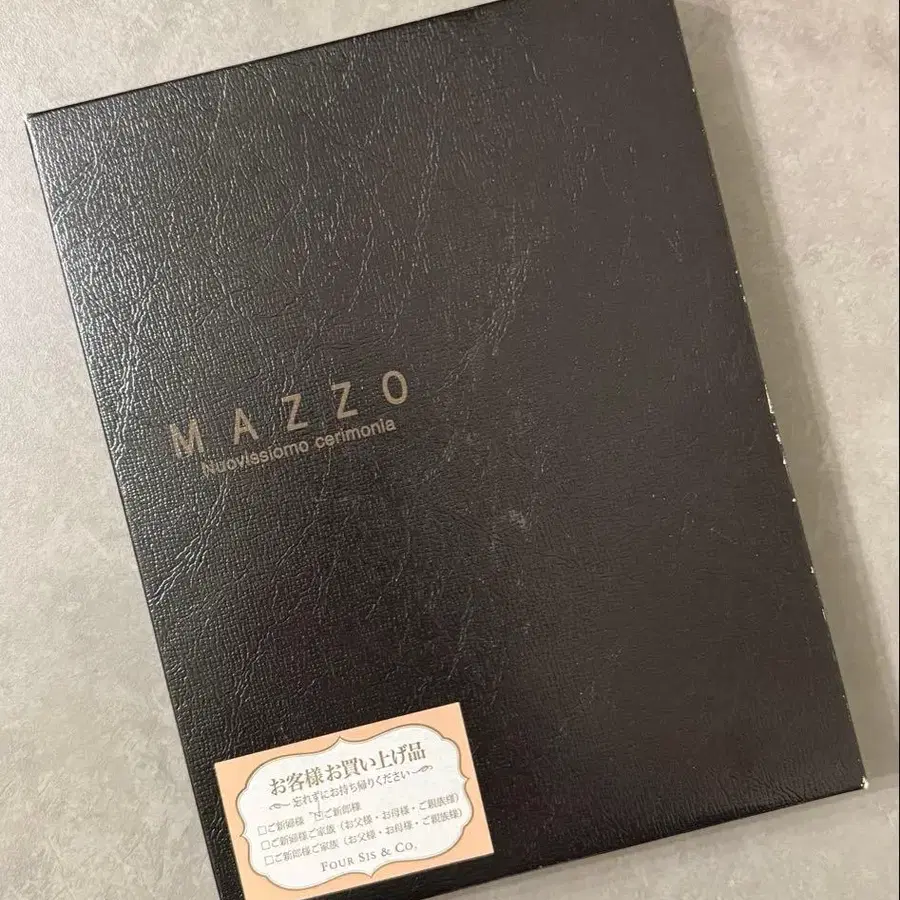 MAZZO
Nuovissiomo cerimonia
お客様お買い上げ品
忘れずにお持ち帰りください
□ご新婦様 ☑ご新郎様
□ご新婦様ご家族（お父様・お母様・ご親族様）
□ご新郎様ご家族（お父様・お母様・ご親族様）
FOUR SIS & CO.